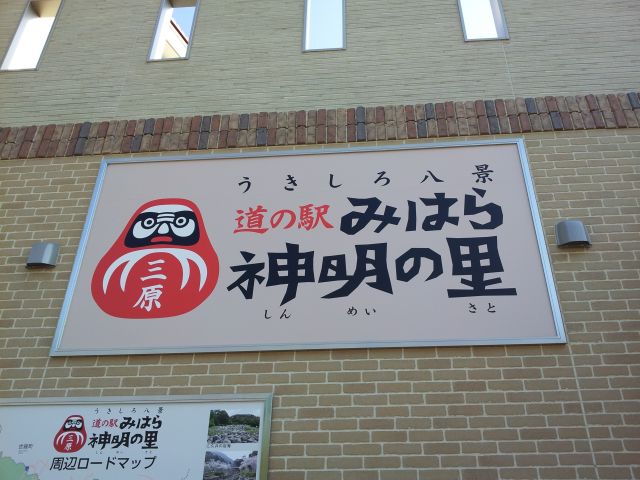 うきしろ八景
道の駅 みはら
神明の里
しん めい さと
三原
うきしろ八景
道の駅 みはら
神明の里
三原
周辺ロードマップ